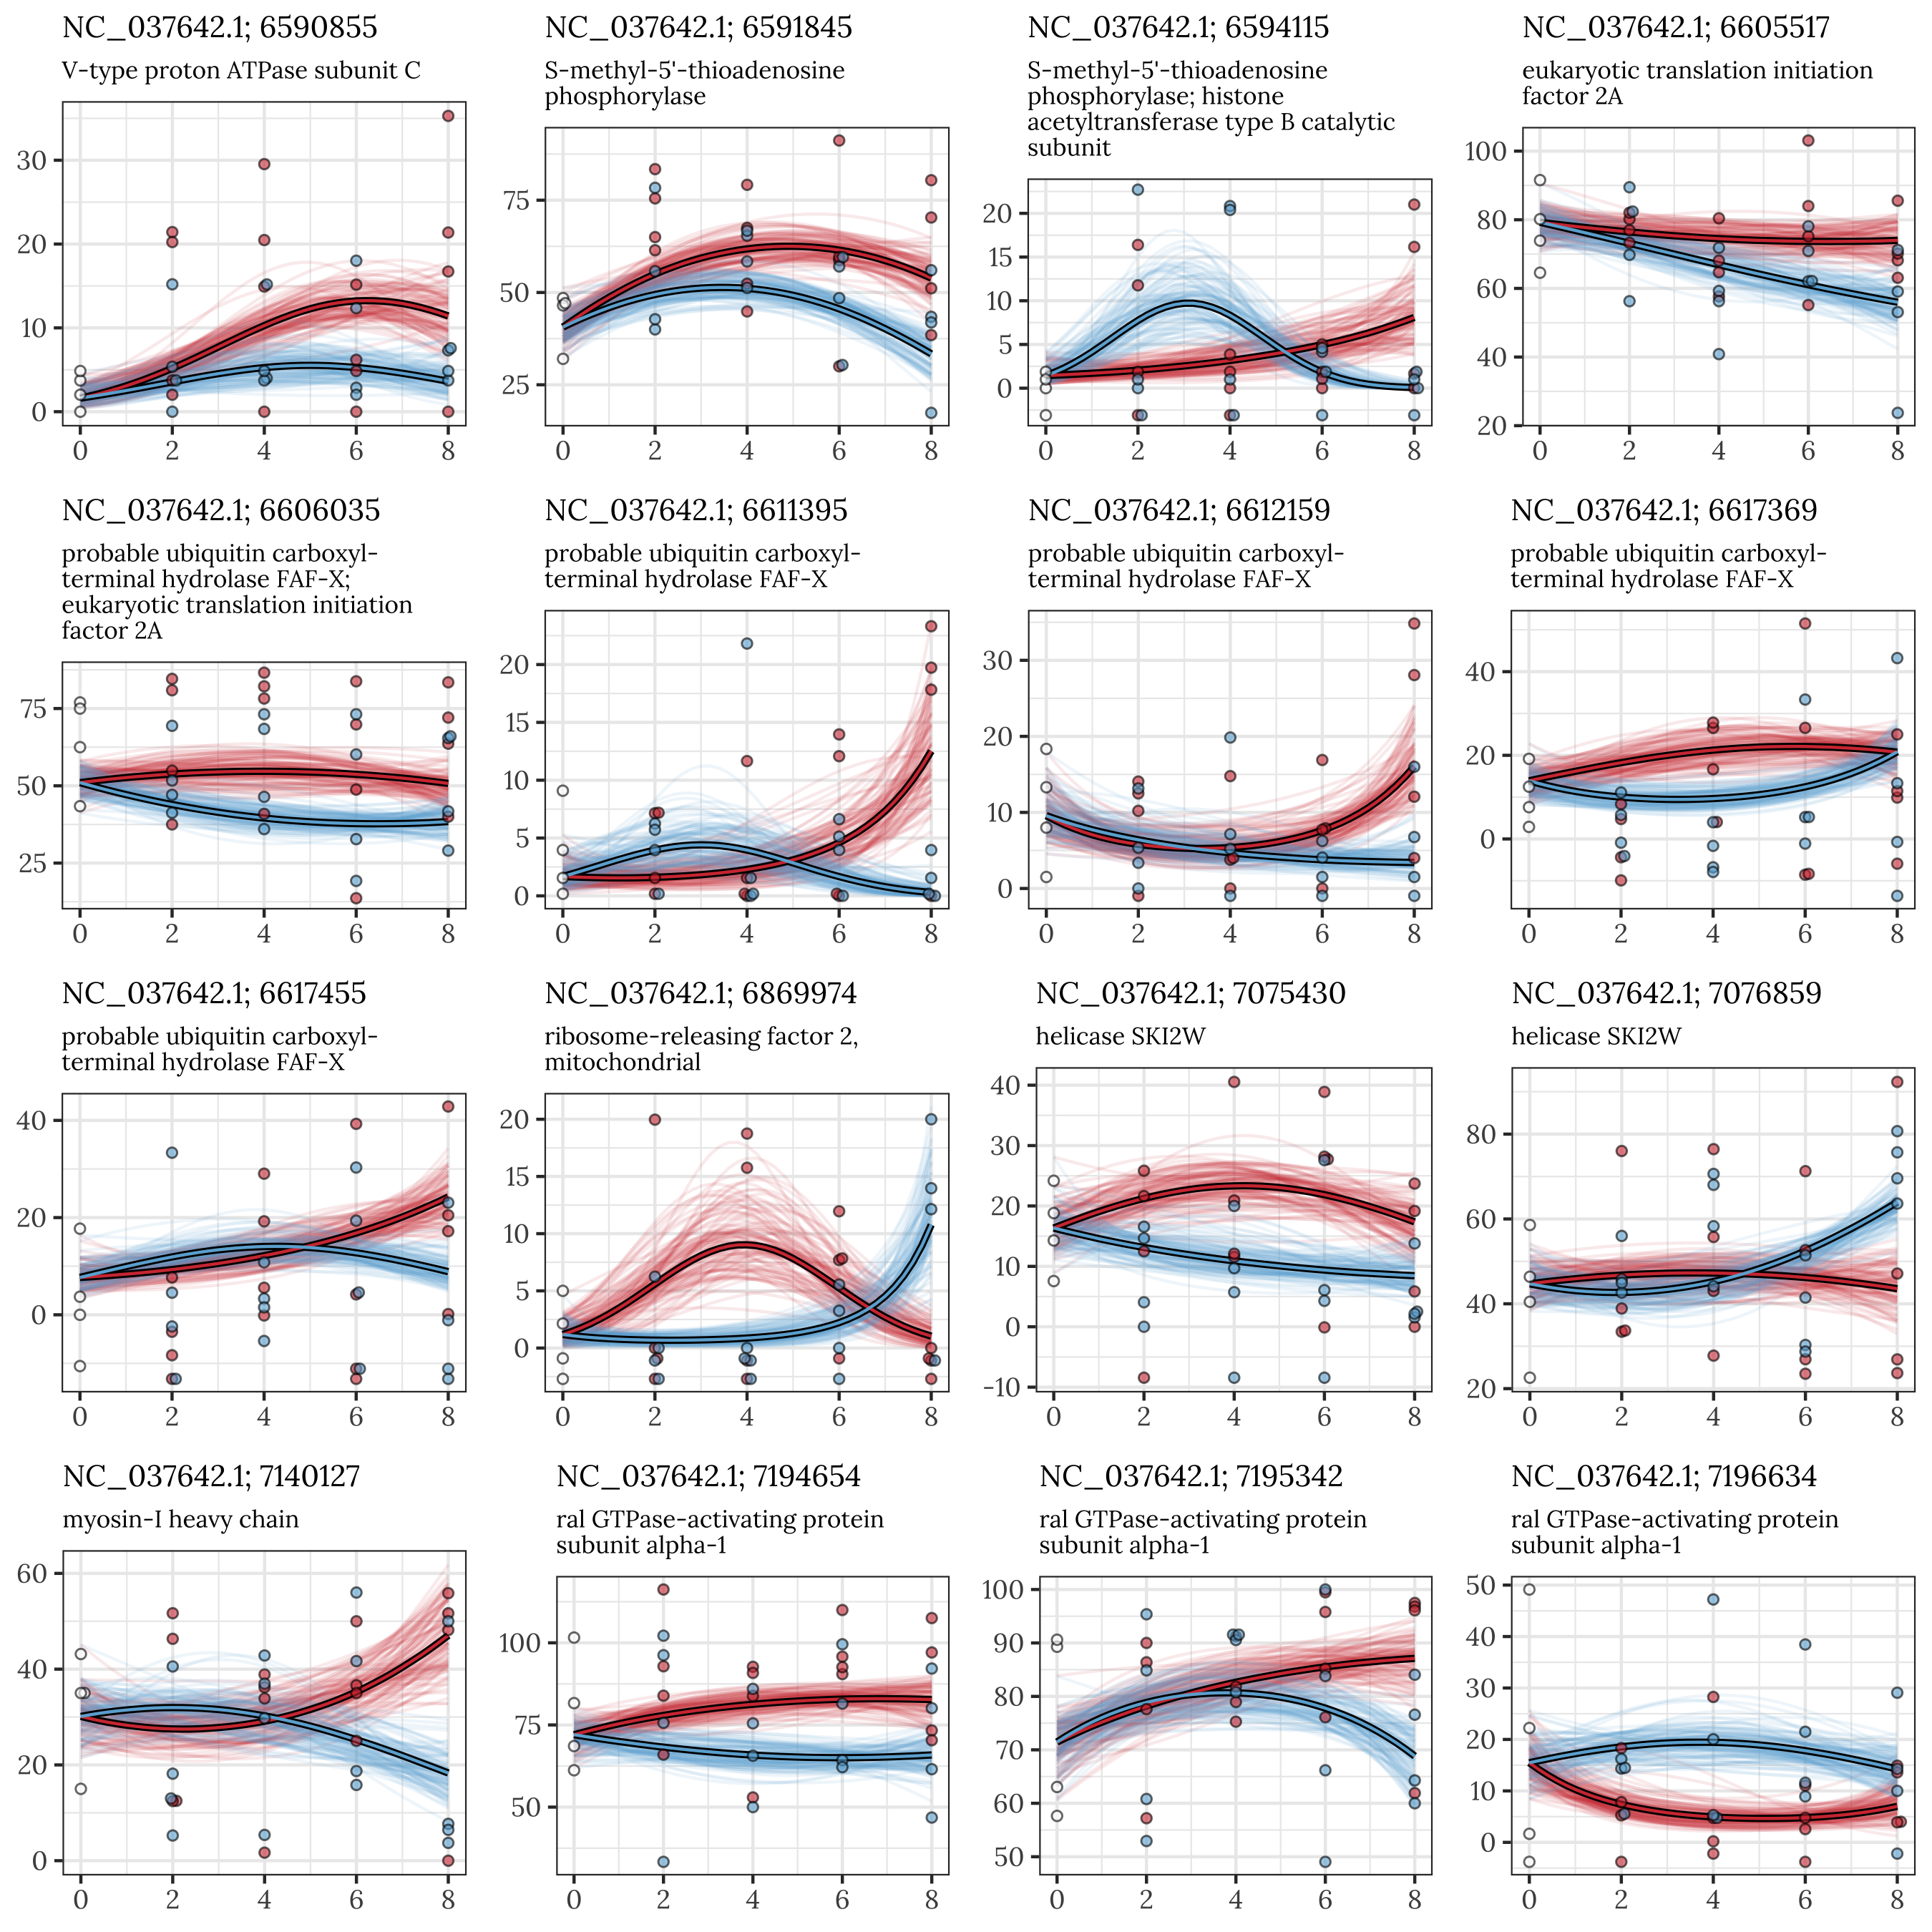 NC_037642.1; 6590855
V-type proton ATPase subunit C
30
20
10
0
0 2 4 6 8
NC_037642.1; 6591845
S-methyl-5'-thioadenosine
phosphorylase
75
50
25
0 2 4 6 8
NC_037642.1; 6594115
S-methyl-5'-thioadenosine
phosphorylase; histone
acetyltransferase type B catalytic
subunit
20
15
10
5
0
0 2 4 6 8
NC_037642.1; 6605517
eukaryotic translation initiation
factor 2A
100
80
60
40
20
0 2 4 6 8
NC_037642.1; 6606035
probable ubiquitin carboxyl-
terminal hydrolase FAF-X;
eukaryotic translation initiation
factor 2A
75
50
25
0 2 4 6 8
NC_037642.1; 6611395
probable ubiquitin carboxyl-
terminal hydrolase FAF-X
20
15
10
5
0
0 2 4 6 8
NC_037642.1; 6612159
probable ubiquitin carboxyl-
terminal hydrolase FAF-X
30
20
10
0
0 2 4 6 8
NC_037642.1; 6617369
probable ubiquitin carboxyl-
terminal hydrolase FAF-X
40
20
0
0 2 4 6 8
NC_037642.1; 6617455
probable ubiquitin carboxyl-
terminal hydrolase FAF-X
40
20
0
0 2 4 6 8
NC_037642.1; 6869974
ribosome-releasing factor 2,
mitochondrial
20
15
10
5
0
0 2 4 6 8
NC_037642.1; 7075430
helicase SKI2W
40
30
20
10
0
-10
0 2 4 6 8
NC_037642.1; 7076859
helicase SKI2W
80
60
40
20
0 2 4 6 8
NC_037642.1; 7140127
myosin-I heavy chain
60
40
20
0
0 2 4 6 8
NC_037642.1; 7194654
ral GTPase-activating protein
subunit alpha-1
100
75
50
0 2 4 6 8
NC_037642.1; 7195342
ral GTPase-activating protein
subunit alpha-1
100
90
80
70
60
50
0 2 4 6 8
NC_037642.1; 7196634
ral GTPase-activating protein
subunit alpha-1
50
40
30
20
10
0
0 2 4 6 8